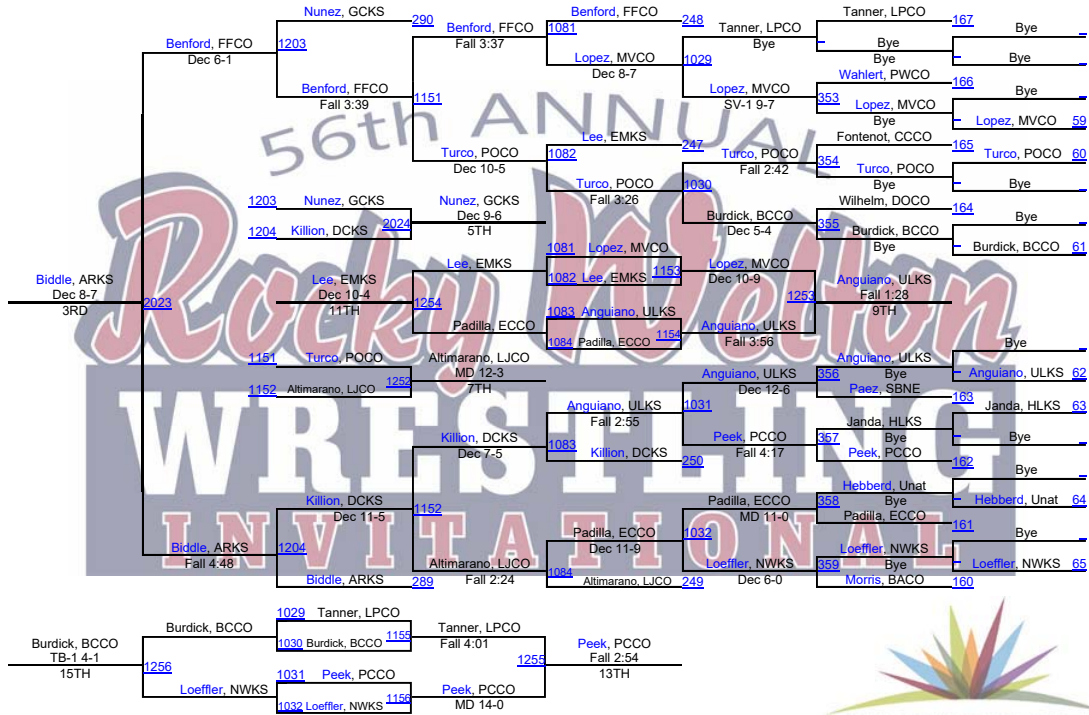 Nunez, GCKS
290
Benford, FFCO
248
Tanner, LPCO
167
Bye
Benford, FFCO
Dec 6-1
1203
Benford, FFCO
Fall 3:37
1081
Tanner, LPCO
Bye
Bye
Bye
Bye
Lopez, MVCO
Dec 8-7
1029
Wahlert, PWCO
166
Bye
Benford, FFCO
Fall 3:39
1151
Lopez, MVCO
SV-1 9-7
353
Lopez, MVCO
Bye
Lopez, MVCO
59
56th ANNUAL
Lee, EMKS
247
Fontenot, CCCO
165
Turco, POCO
Dec 10-5
1082
Turco, POCO
Fall 2:42
354
Turco, POCO
60
Turco, POCO
Bye
Bye
Turco, POCO
Fall 3:26
1030
1203
Nunez, GCKS
Nunez, GCKS
Dec 9-6
5TH
Wilhelm, DOCO
164
1204
Killion, DCKS
2024
Burdick, BCCO
Dec 5-4
355
Bye
Burdick, BCCO
Bye
Burdick, BCCO
61
Rocky Welton
1081
Lopez, MVCO
Biddle, ARKS
Dec 8-7
3RD
2023
Lee, EMKS
Dec 10-4
11TH
Lee, EMKS
1254
1082
Lee, EMKS
1153
Lopez, MVCO
Dec 10-9
1253
Anguiano, ULKS
Fall 1:28
9TH
Padilla, ECCO
1083
Anguiano, ULKS
1084
Padilla, ECCO
1154
Anguiano, ULKS
Fall 3:56
1151
Turco, POCO
Altimarano, LJCO
MD 12-3
7TH
Bye
1152
Altimarano, LJCO
1252
Anguiano, ULKS
Dec 12-6
356
Anguiano, ULKS
Bye
Anguiano, ULKS
62
Paez, SBNE
163
WRESTLING
Anguiano, ULKS
Fall 2:55
1031
Janda, HLKS
63
Killion, DCKS
Dec 7-5
1083
Peek, PCCO
Fall 4:17
357
Janda, HLKS
Bye
Bye
Killion, DCKS
250
Peek, PCCO
162
Bye
Killion, DCKS
Dec 11-5
1152
Padilla, ECCO
MD 11-0
358
Hebberd, Unat
Bye
Hebberd, Unat
64
INVITATIONAL
Padilla, ECCO
161
Padilla, ECCO
Dec 11-9
1032
Bye
Biddle, ARKS
Fall 4:48
1204
Altimarano, LJCO
Fall 2:24
1084
Loeffler, NWKS
Dec 6-0
359
Loeffler, NWKS
Bye
Loeffler, NWKS
65
Biddle, ARKS
289
Altimarano, LJCO
249
Morris, BACO
160
1029
Tanner, LPCO
Burdick, BCCO
1030
Burdick, BCCO
1155
Tanner, LPCO
Fall 4:01
Burdick, BCCO
TB-1 4-1
15TH
1256
1255
Peek, PCCO
Fall 2:54
13TH
Loeffler, NWKS
1031
Peek, PCCO
1032
Loeffler, NWKS
1156
Peek, PCCO
MD 14-0